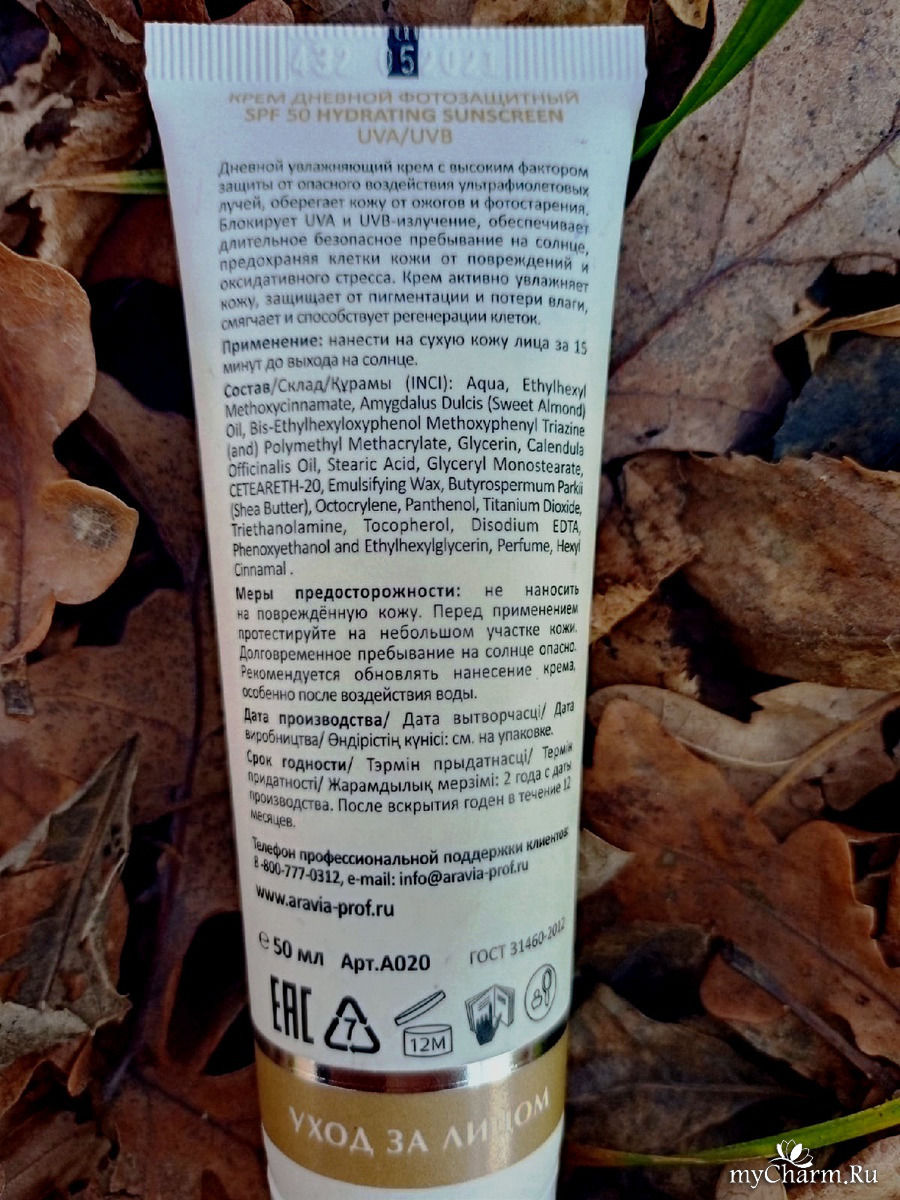 432 052021
КРЕМ ДНЕВНОЙ ФОТОЗАЩИТНЫЙ
SPF 50 HYDRATING SUNSCREEN
UVA/UVB
Дневной увлажняющий крем с высоким фактором
защиты от опасного воздействия ультрафиолетовых
лучей, оберегает кожу от ожогов и фотостарения.
Блокирует UVA и UVB-излучение, обеспечивает
длительное безопасное пребывание на солнце,
предохраняя клетки кожи от повреждений и
оксидативного стресса. Крем активно увлажняет
кожу, защищает от пигментации и потери влаги,
смягчает и способствует регенерации клеток.
Применение: нанести на сухую кожу лица за 15
минут до выхода на солнце.
Состав/Склад/Құрамы (INCI): Aqua, Ethylhexyl
Methoxycinnamate, Amygdalus Dulcis (Sweet Almond)
Oil, Bis-Ethylhexyloxyphenol Methoxyphenyl Triazine
(and) Polymethyl Methacrylate, Glycerin, Calendula
Officinalis Oil, Stearic Acid, Glyceryl Monostearate,
CETEARETH-20, Emulsifying Wax, Butyrospermum Parkii
(Shea Butter), Octocrylene, Panthenol, Titanium Dioxide,
Triethanolamine, Tocopherol, Disodium EDTA,
Phenoxyethanol and Ethylhexylglycerin, Perfume, Hexyl
Cinnamal .
Меры предосторожности: не наносить
на повреждённую кожу. Перед применением
протестируйте на небольшом участке кожи.
Долговременное пребывание на солнце опасно.
Рекомендуется обновлять нанесение крема,
особенно после воздействия воды.
Дата производства/ Дата вытворчасці/ Дата
виробництва/ Өндірістің күнісі: см. на упаковке.
Срок годности/ Тэрмін прыдатнасці/ Термін
придатності/ Жарамдылық мерзімі: 2 года с даты
производства. После вскрытия годен в течение 12
месяцев.
Телефон профессиональной поддержки клиентов:
8 -800-777-0312, e-mail: info@aravia-prof.ru
www.aravia-prof.ru
℮ 50 мл Арт.А020 ГОСТ 31460-2012
EAC 7 12M
УХОД ЗА ЛИЦОМ
myCharm.Ru